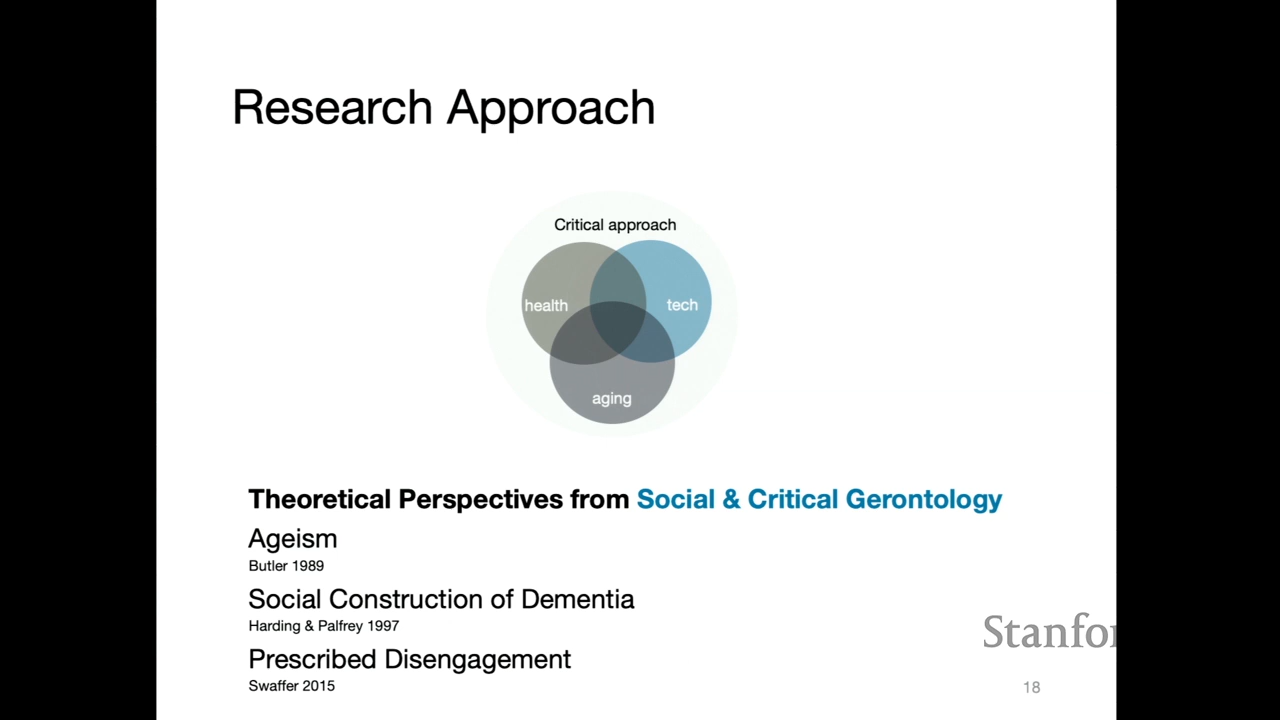 Research Approach
Critical approach
health
tech
aging
Theoretical Perspectives from Social & Critical Gerontology
Ageism
Butler 1989
Social Construction of Dementia
Harding & Palfrey 1997
Prescribed Disengagement
Swaffer 2015
Stanfor
18